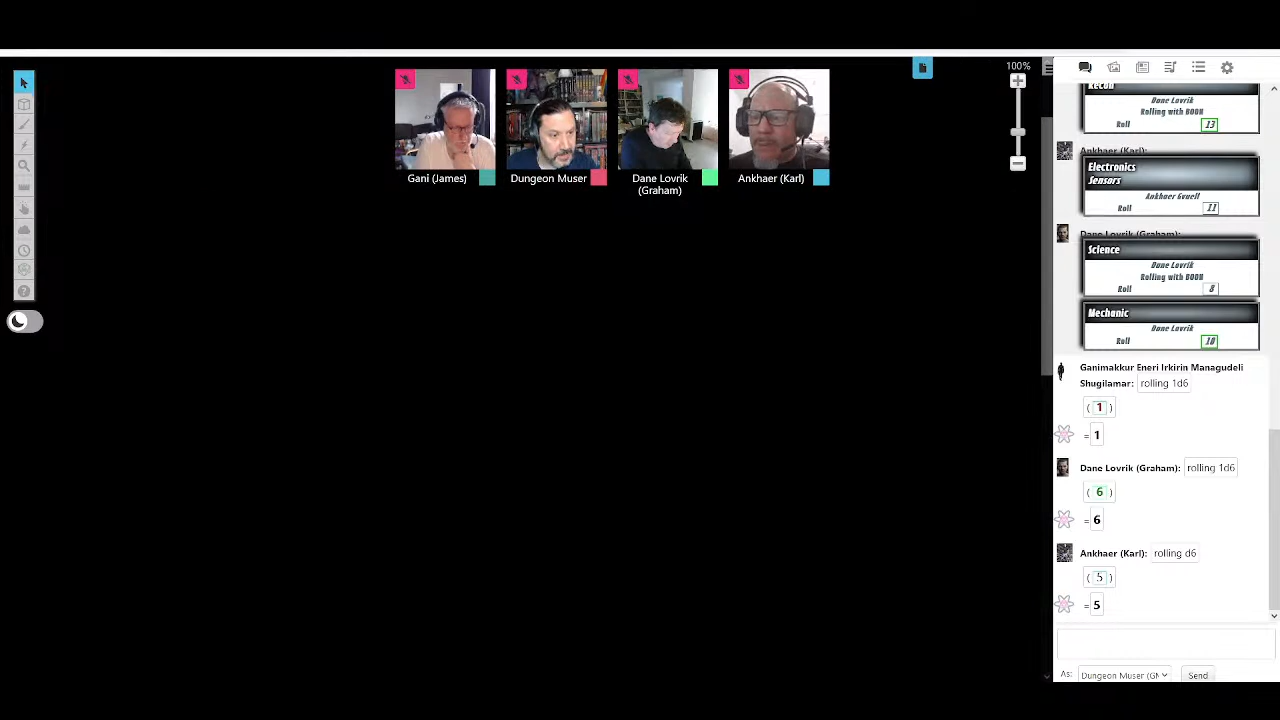 100%
Gani (James)
Dungeon Muser
Dane Lovrik
(Graham)
Ankhaer (Karl)
Recon
Dane Lovrik
Rolling with BOON
Roll 13
Ankhaer (Karl):
Electronics
Sensors
Roll 11
Dane Lovrik (Graham):
Science
Dane Lovrik
Rolling with BOON
Roll 8
Mechanic
Dane Lovrik
Roll 10
Ganimakkur Eneri Irkirin Managudeli
Shugilamar: rolling 1d6
( 1 )
= 1
Dane Lovrik (Graham): rolling 1d6
( 6 )
= 6
Ankhaer (Karl): rolling d6
( 5 )
= 5
As: Dungeon Muser (GM Send